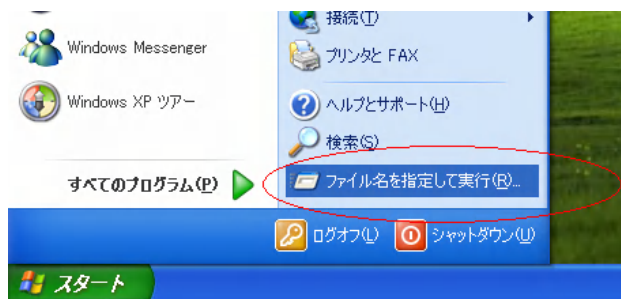 接続(T)
Windows Messenger
プリンタと FAX
Windows XP ツアー
ヘルプとサポート(H)
検索(S)
すべてのプログラム(P)
ファイル名を指定して実行(R)...
ログオフ(L)
シャットダウン(U)
スタート